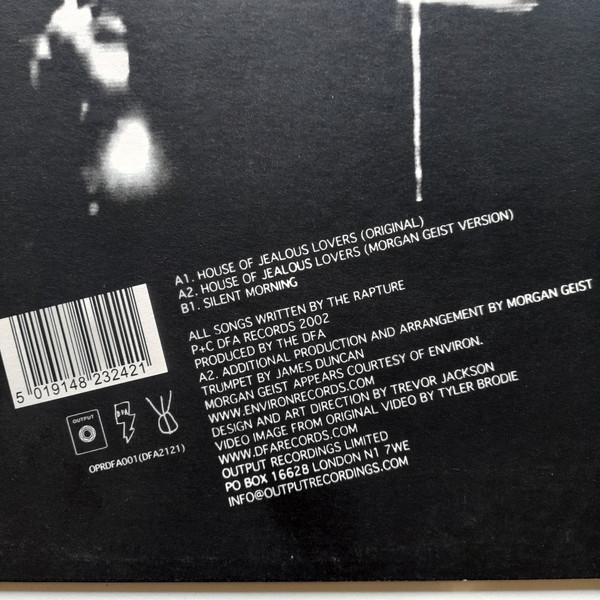 A1. HOUSE OF JEALOUS LOVERS (ORIGINAL)
A2. HOUSE OF JEALOUS LOVERS (MORGAN GEIST VERSION)
B1. SILENT MORNING
ALL SONGS WRITTEN BY THE RAPTURE
P+C DFA RECORDS 2002
PRODUCED BY THE DFA
A2. ADDITIONAL PRODUCTION AND ARRANGEMENT BY MORGAN GEIST
TRUMPET BY JAMES DUNCAN
MORGAN GEIST APPEARS COURTESY OF ENVIRON.
WWW.ENVIRONRECORDS.COM
DESIGN AND ART DIRECTION BY TREVOR JACKSON
VIDEO IMAGE FROM ORIGINAL VIDEO BY TYLER BRODIE
WWW.DFARECORDS.COM
OUTPUT RECORDINGS LIMITED
PO BOX 16628 LONDON N1 7WE
INFO@OUTPUTRECORDINGS.COM
5 019148 232421
OUTPUT
DFA
OPRDFA001(DFA2121)